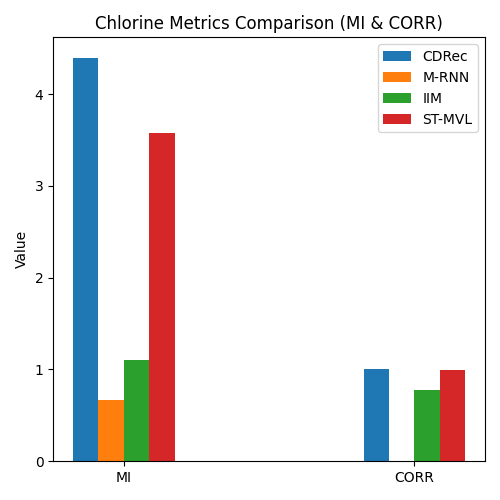 Chlorine Metrics Comparison (MI & CORR)
CDRec
M-RNN
IIM
ST-MVL
Value
4
3
2
1
0
MI
CORR